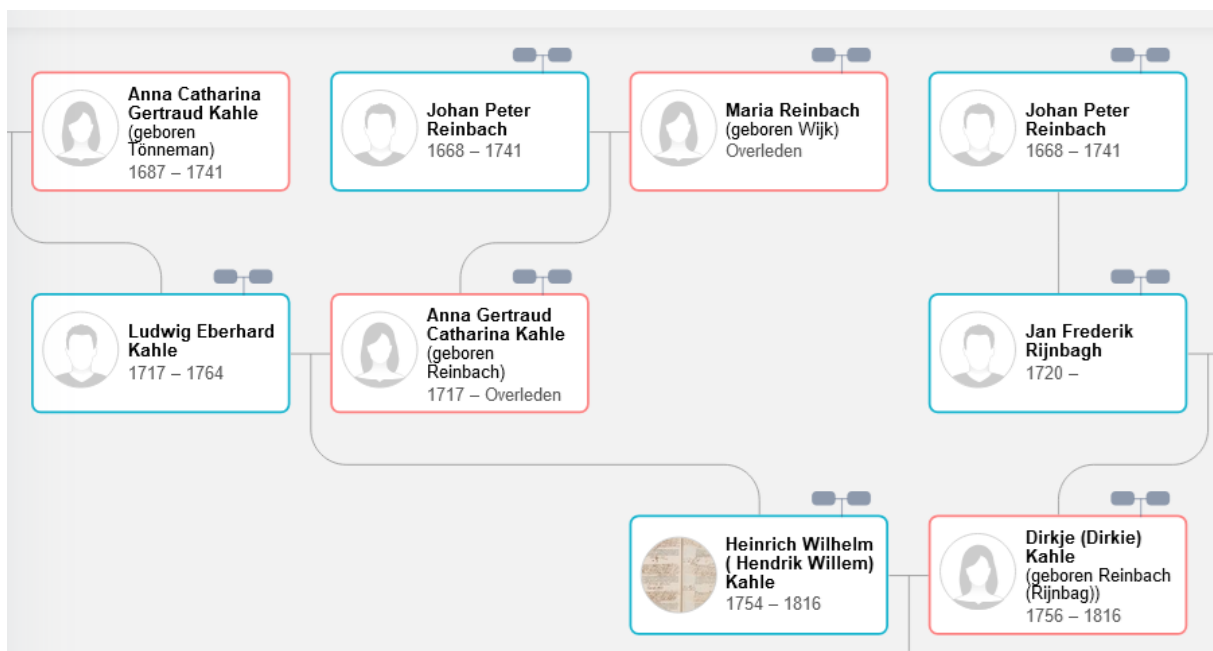 Anna Catharina
Gertraud Kahle
(geboren
Tönneman)
1687 – 1741
Johan Peter
Reinbach
1668 – 1741
Maria Reinbach
(geboren Wijk)
Overleden
Johan Peter
Reinbach
1668 – 1741
Ludwig Eberhard
Kahle
1717 – 1764
Anna Gertraud
Catharina Kahle
(geboren
Reinbach)
1717 – Overleden
Jan Frederik
Rijnbagh
1720 –
Heinrich Wilhelm
( Hendrik Willem)
Kahle
1754 – 1816
Dirkje (Dirkie)
Kahle
(geboren Reinbach
(Rijnbag))
1756 – 1816